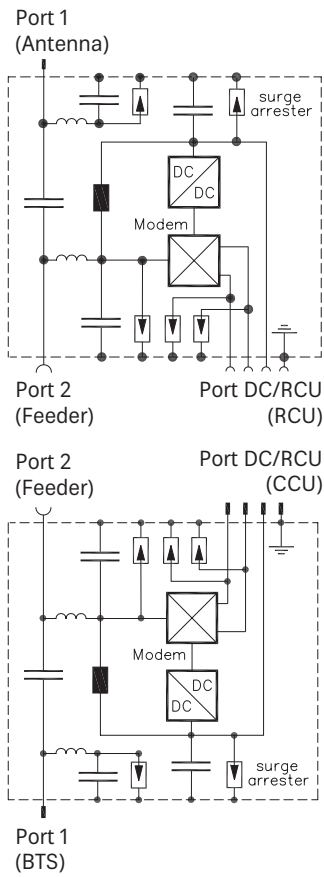 Port 1
(Antenna)
surge
arrester
DC
DC
Modem
Port 2
(Feeder)
Port DC/RCU
(RCU)
Port 2
(Feeder)
Port DC/RCU
(CCU)
Modem
DC
DC
surge
arrester
Port 1
(BTS)